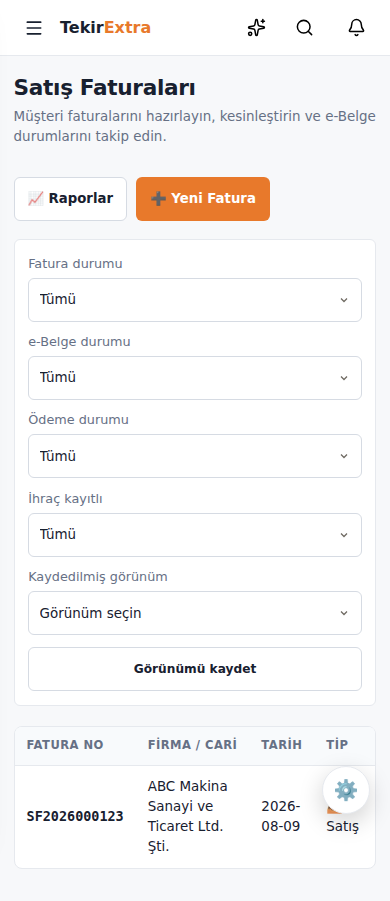 TekirExtra
Satış Faturaları
Müşteri faturalarını hazırlayın, kesinleştirin ve e-Belge
durumlarını takip edin.
Raporlar
Yeni Fatura
Fatura durumu
Tümü
e-Belge durumu
Tümü
Ödeme durumu
Tümü
İhraç kayıtlı
Tümü
Kaydedilmiş görünüm
Görünüm seçin
Görünümü kaydet
FATURA NO FİRMA / CARİ TARİH TİP
SF2026000123
ABC Makina
Sanayi ve
Ticaret Ltd.
Şti.
2026-
08-09
Satış